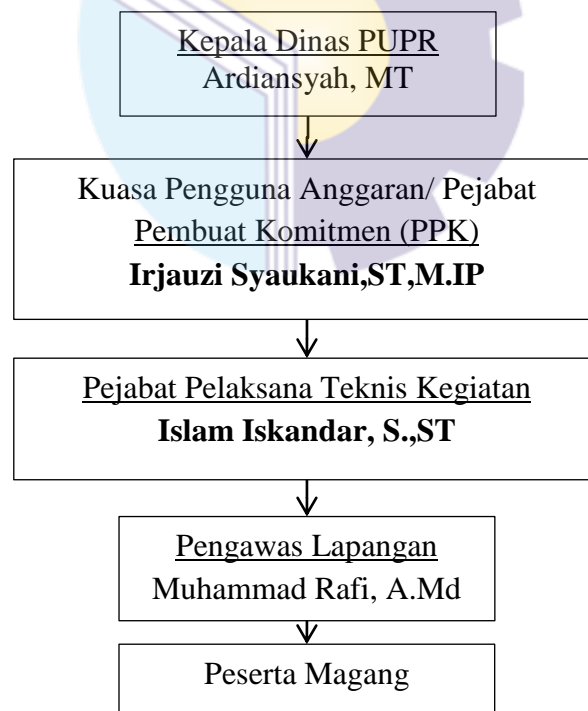 Kepala Dinas PUPR
Ardiansyah, MT
Kuasa Pengguna Anggaran/ Pejabat
Pembuat Komitmen (PPK)
Irjauzi Syaukani,ST,M.IP
Pejabat Pelaksana Teknis Kegiatan
Islam Iskandar, S.,ST
Pengawas Lapangan
Muhammad Rafi, A.Md
Peserta Magang